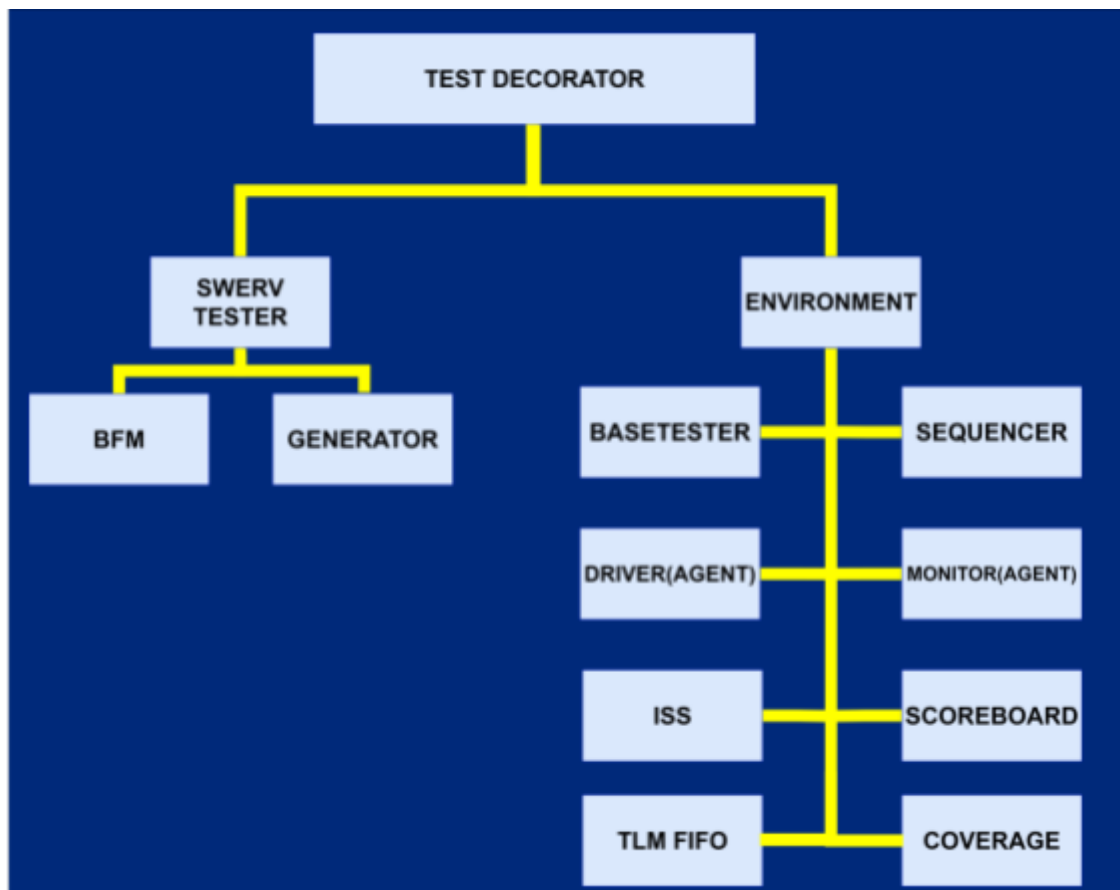 TEST DECORATOR
SWERV
TESTER
ENVIRONMENT
BFM
GENERATOR
BASETESTER
SEQUENCER
DRIVER(AGENT)
MONITOR(AGENT)
ISS
SCOREBOARD
TLM FIFO
COVERAGE